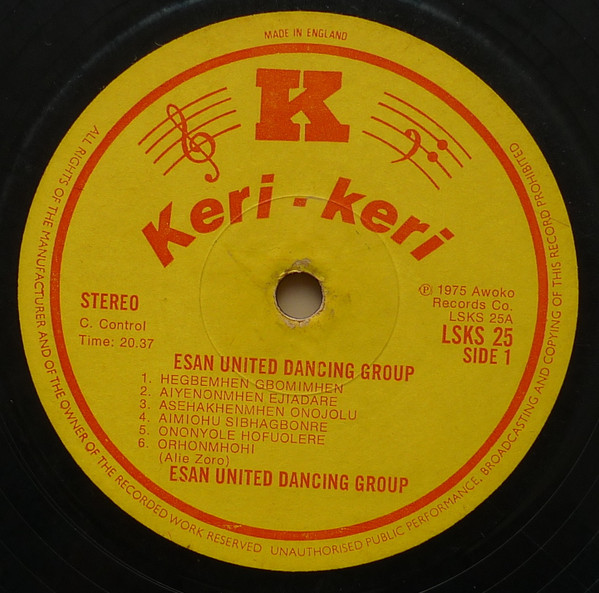 MADE IN ENGLAND
K
Keri - keri
STEREO
C. Control
Time: 20.37
℗ 1975 Awoko
Records Co.
LSKS 25A
LSKS 25
SIDE 1
ESAN UNITED DANCING GROUP
1. HEGBEMHEN GBOMIMHEN
2. AIYENONMHEN EJIADARE
3. ASEHAKHENMHEN ONOJOLU
4. AIMIOHU SIBHAGBONRE
5. ONONYOLE HOFUOLERE
6. ORHONMHOHI
(Alie Zoro)
ESAN UNITED DANCING GROUP
ALL RIGHTS OF THE MANUFACTURER AND OF THE OWNER OF THE RECORDED WORK RESERVED UNAUTHORISED PUBLIC PERFORMANCE, BROADCASTING AND COPYING OF THIS RECORD PROHIBITED